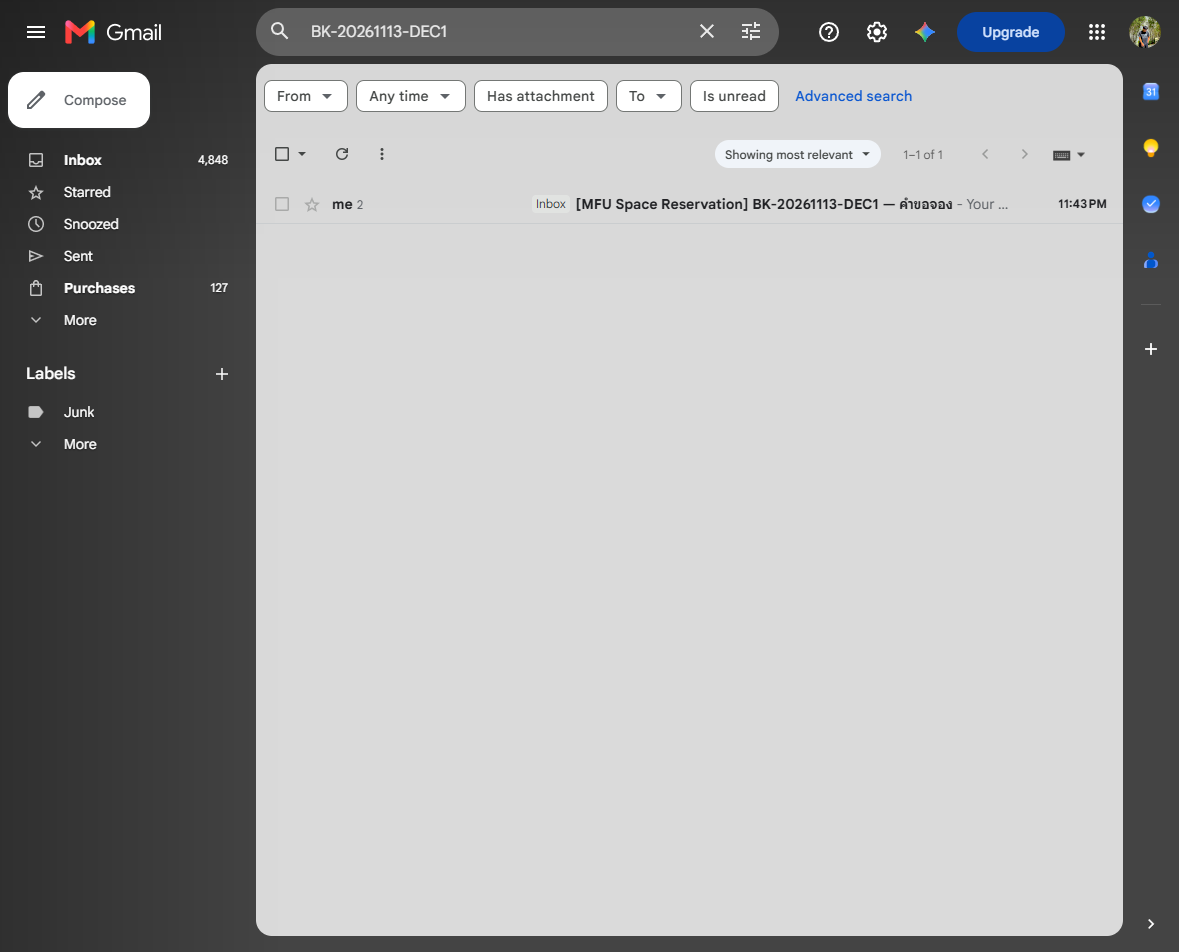 Gmail
BK-20261113-DEC1
Upgrade
Compose
Inbox 4,848
Starred
Snoozed
Sent
Purchases 127
More
Labels
Junk
More
From Any time Has attachment To Is unread Advanced search
Showing most relevant 1–1 of 1
me 2 Inbox [MFU Space Reservation] BK-20261113-DEC1 — คำขอจอง - Your ... 11:43 PM
31